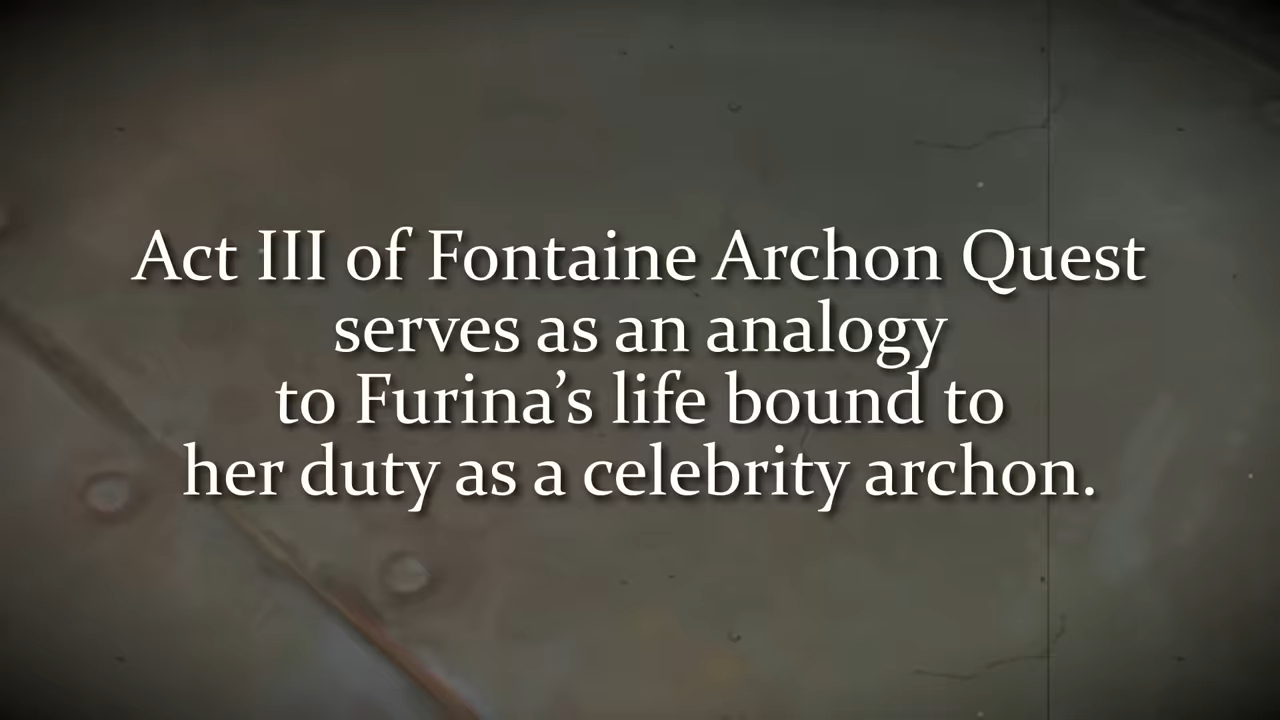 Act III of Fontaine Archon Quest
serves as an analogy
to Furina’s life bound to
her duty as a celebrity archon.